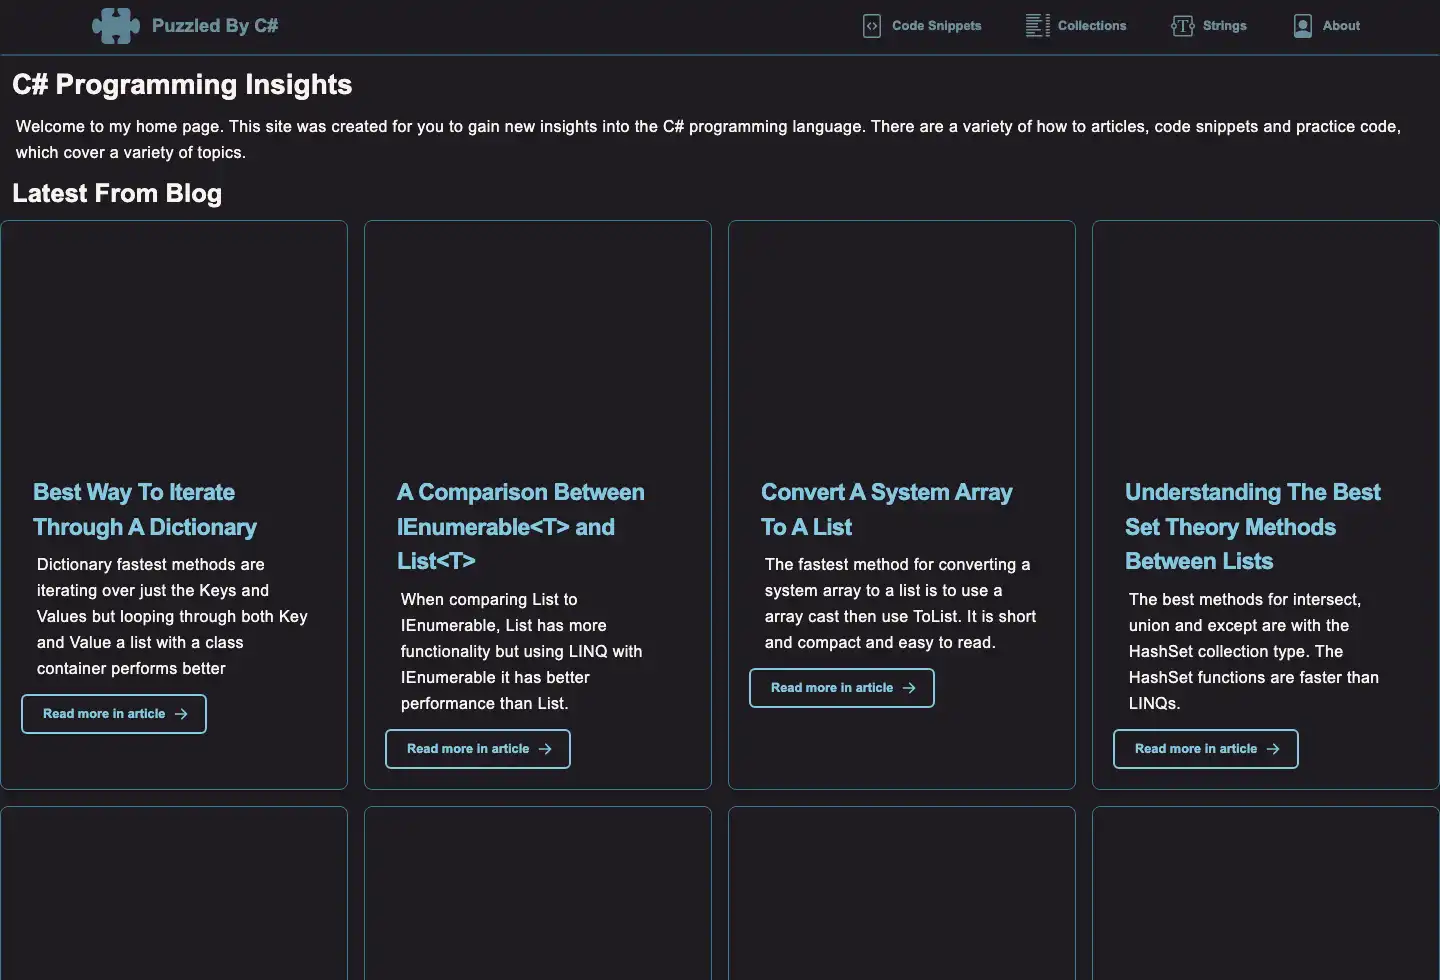 Puzzled By C#
Code Snippets
Collections
Strings
About
C# Programming Insights
Welcome to my home page. This site was created for you to gain new insights into the C# programming language. There are a variety of how to articles, code snippets and practice code,
which cover a variety of topics.
Latest From Blog
Best Way To Iterate
Through A Dictionary
Dictionary fastest methods are
iterating over just the Keys and
Values but looping through both Key
and Value a list with a class
container performs better
Read more in article
A Comparison Between
IEnumerable<T> and
List<T>
When comparing List to
IEnumerable, List has more
functionality but using LINQ with
IEnumerable it has better
performance than List.
Read more in article
Convert A System Array
To A List
The fastest method for converting a
system array to a list is to use a
array cast then use ToList. It is short
and compact and easy to read.
Read more in article
Understanding The Best
Set Theory Methods
Between Lists
The best methods for intersect,
union and except are with the
HashSet collection type. The
HashSet functions are faster than
LINQs.
Read more in article